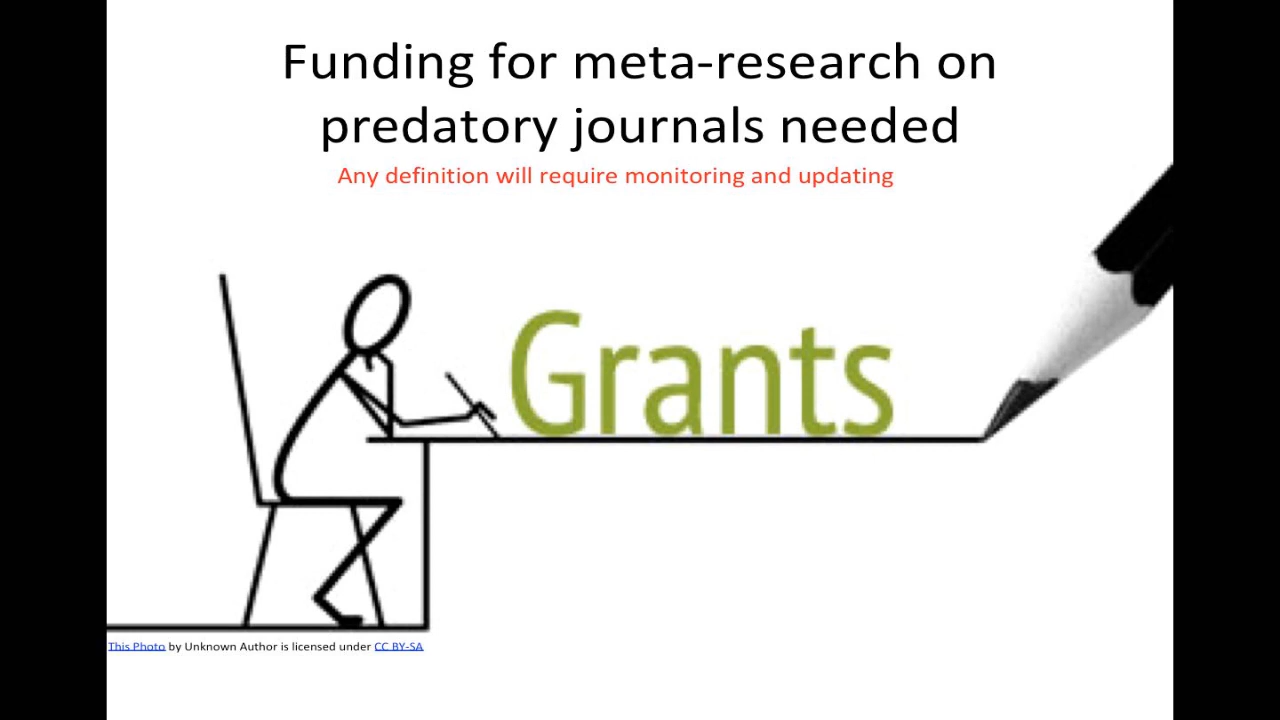 Funding for meta-research on
predatory journals needed
Any definition will require monitoring and updating
Grants
This Photo by Unknown Author is licensed under CC BY-SA